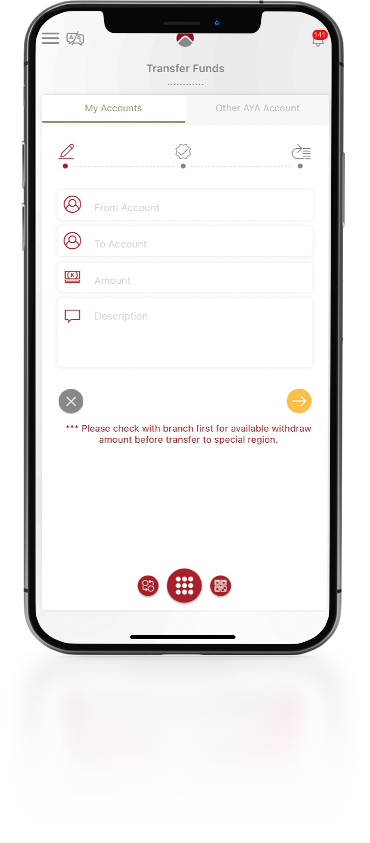 141
Transfer Funds
My Accounts
Other AYA Account
From Account
To Account
Amount
Description
*** Please check with branch first for available withdraw
amount before transfer to special region.